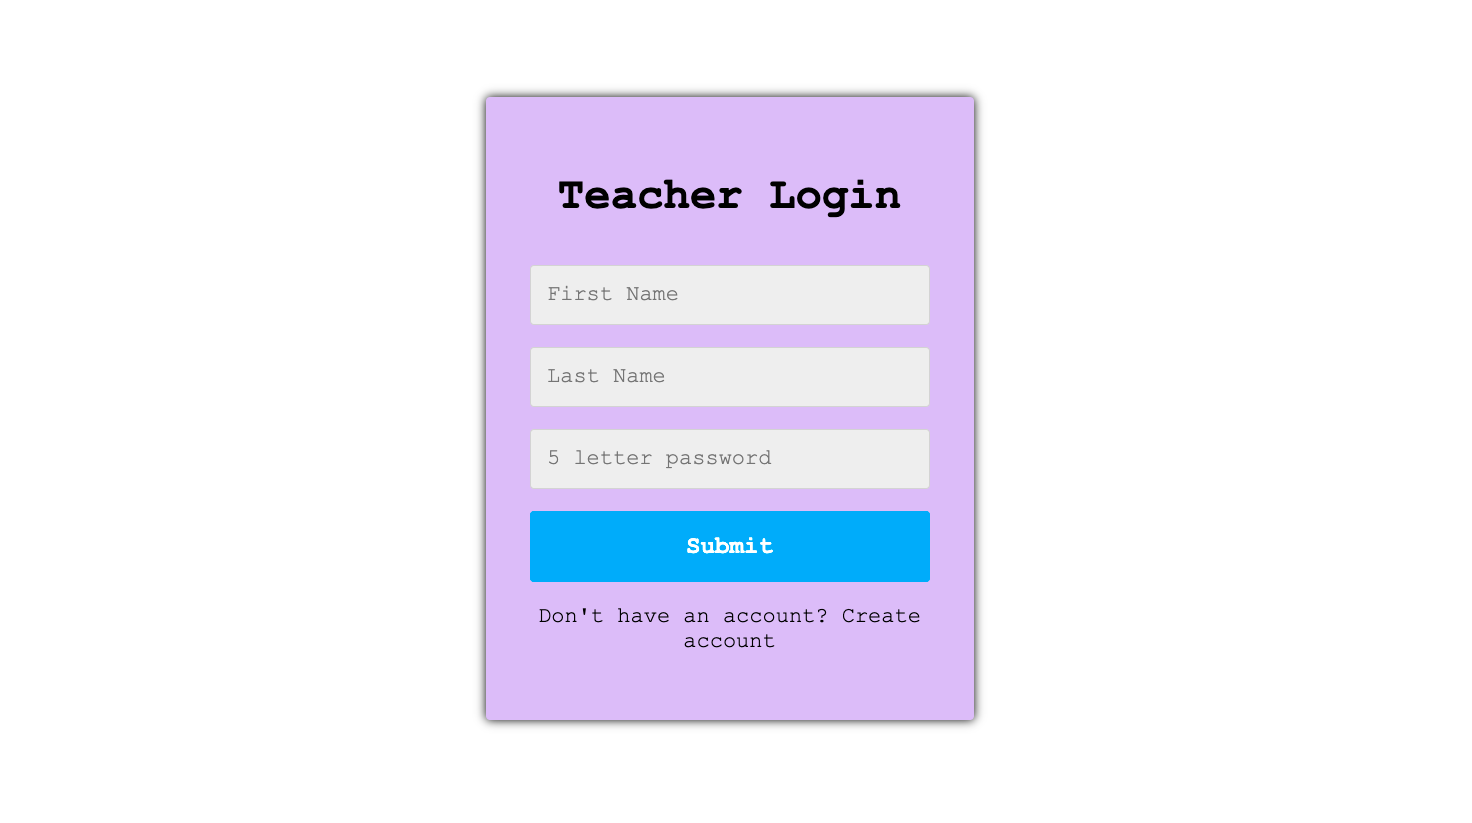 Teacher Login
First Name
Last Name
5 letter password
Submit
Don't have an account? Create
account